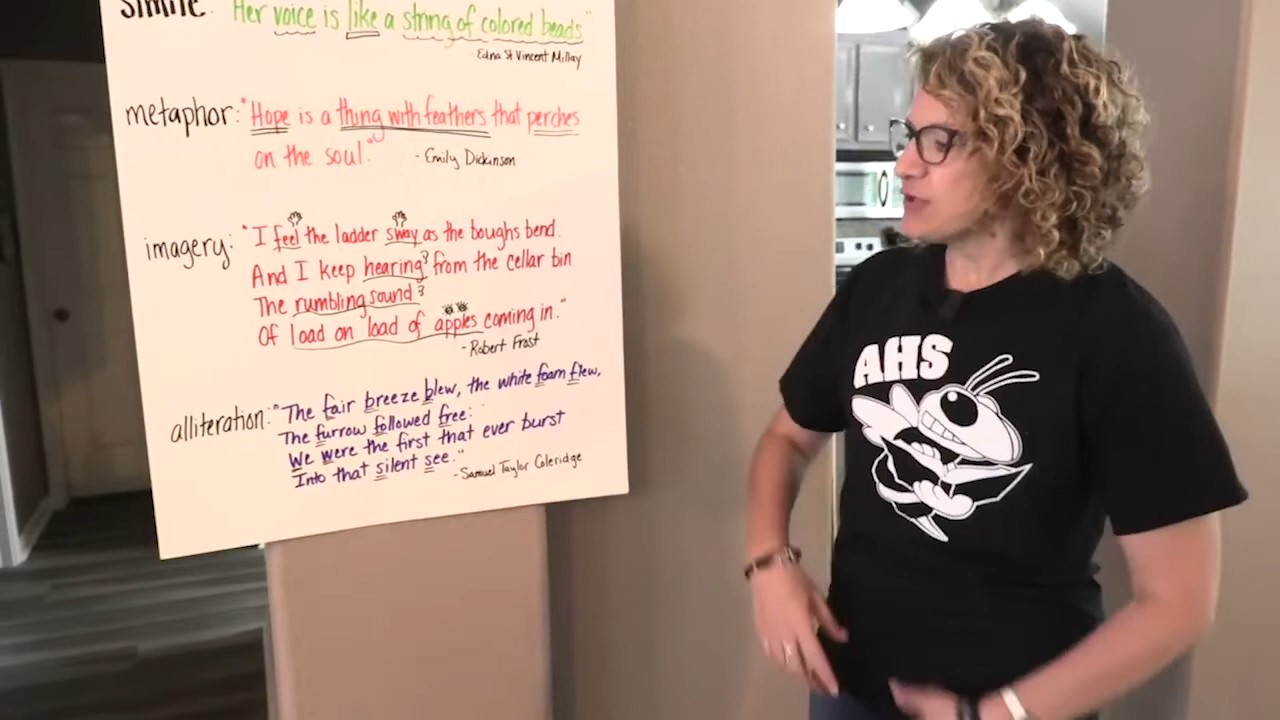 simile: "Her voice is like a string of colored beads"
Edna St. Vincent Millay
metaphor: "Hope is a thing with feathers that perches
on the soul." - Emily Dickinson
imagery: "I feel the ladder sway as the boughs bend.
And I keep hearing from the cellar bin
The rumbling sound
Of load on load of apples coming in."
- Robert Frost
alliteration: "The fair breeze blew, the white foam flew,
The furrow followed free:
We were the first that ever burst
Into that silent see."
- Samuel Taylor Coleridge
AHS